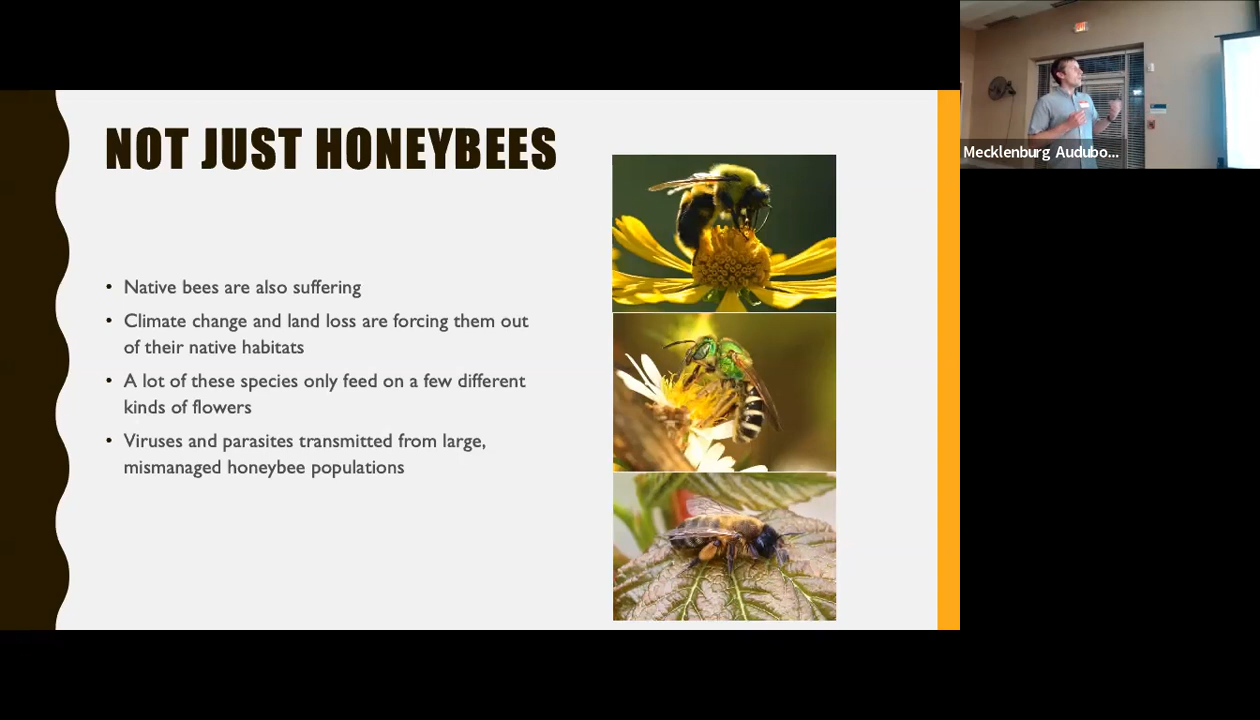 NOT JUST HONEYBEES
• Native bees are also suffering
• Climate change and land loss are forcing them out
of their native habitats
• A lot of these species only feed on a few different
kinds of flowers
• Viruses and parasites transmitted from large,
mismanaged honeybee populations
Mecklenburg Audubo...